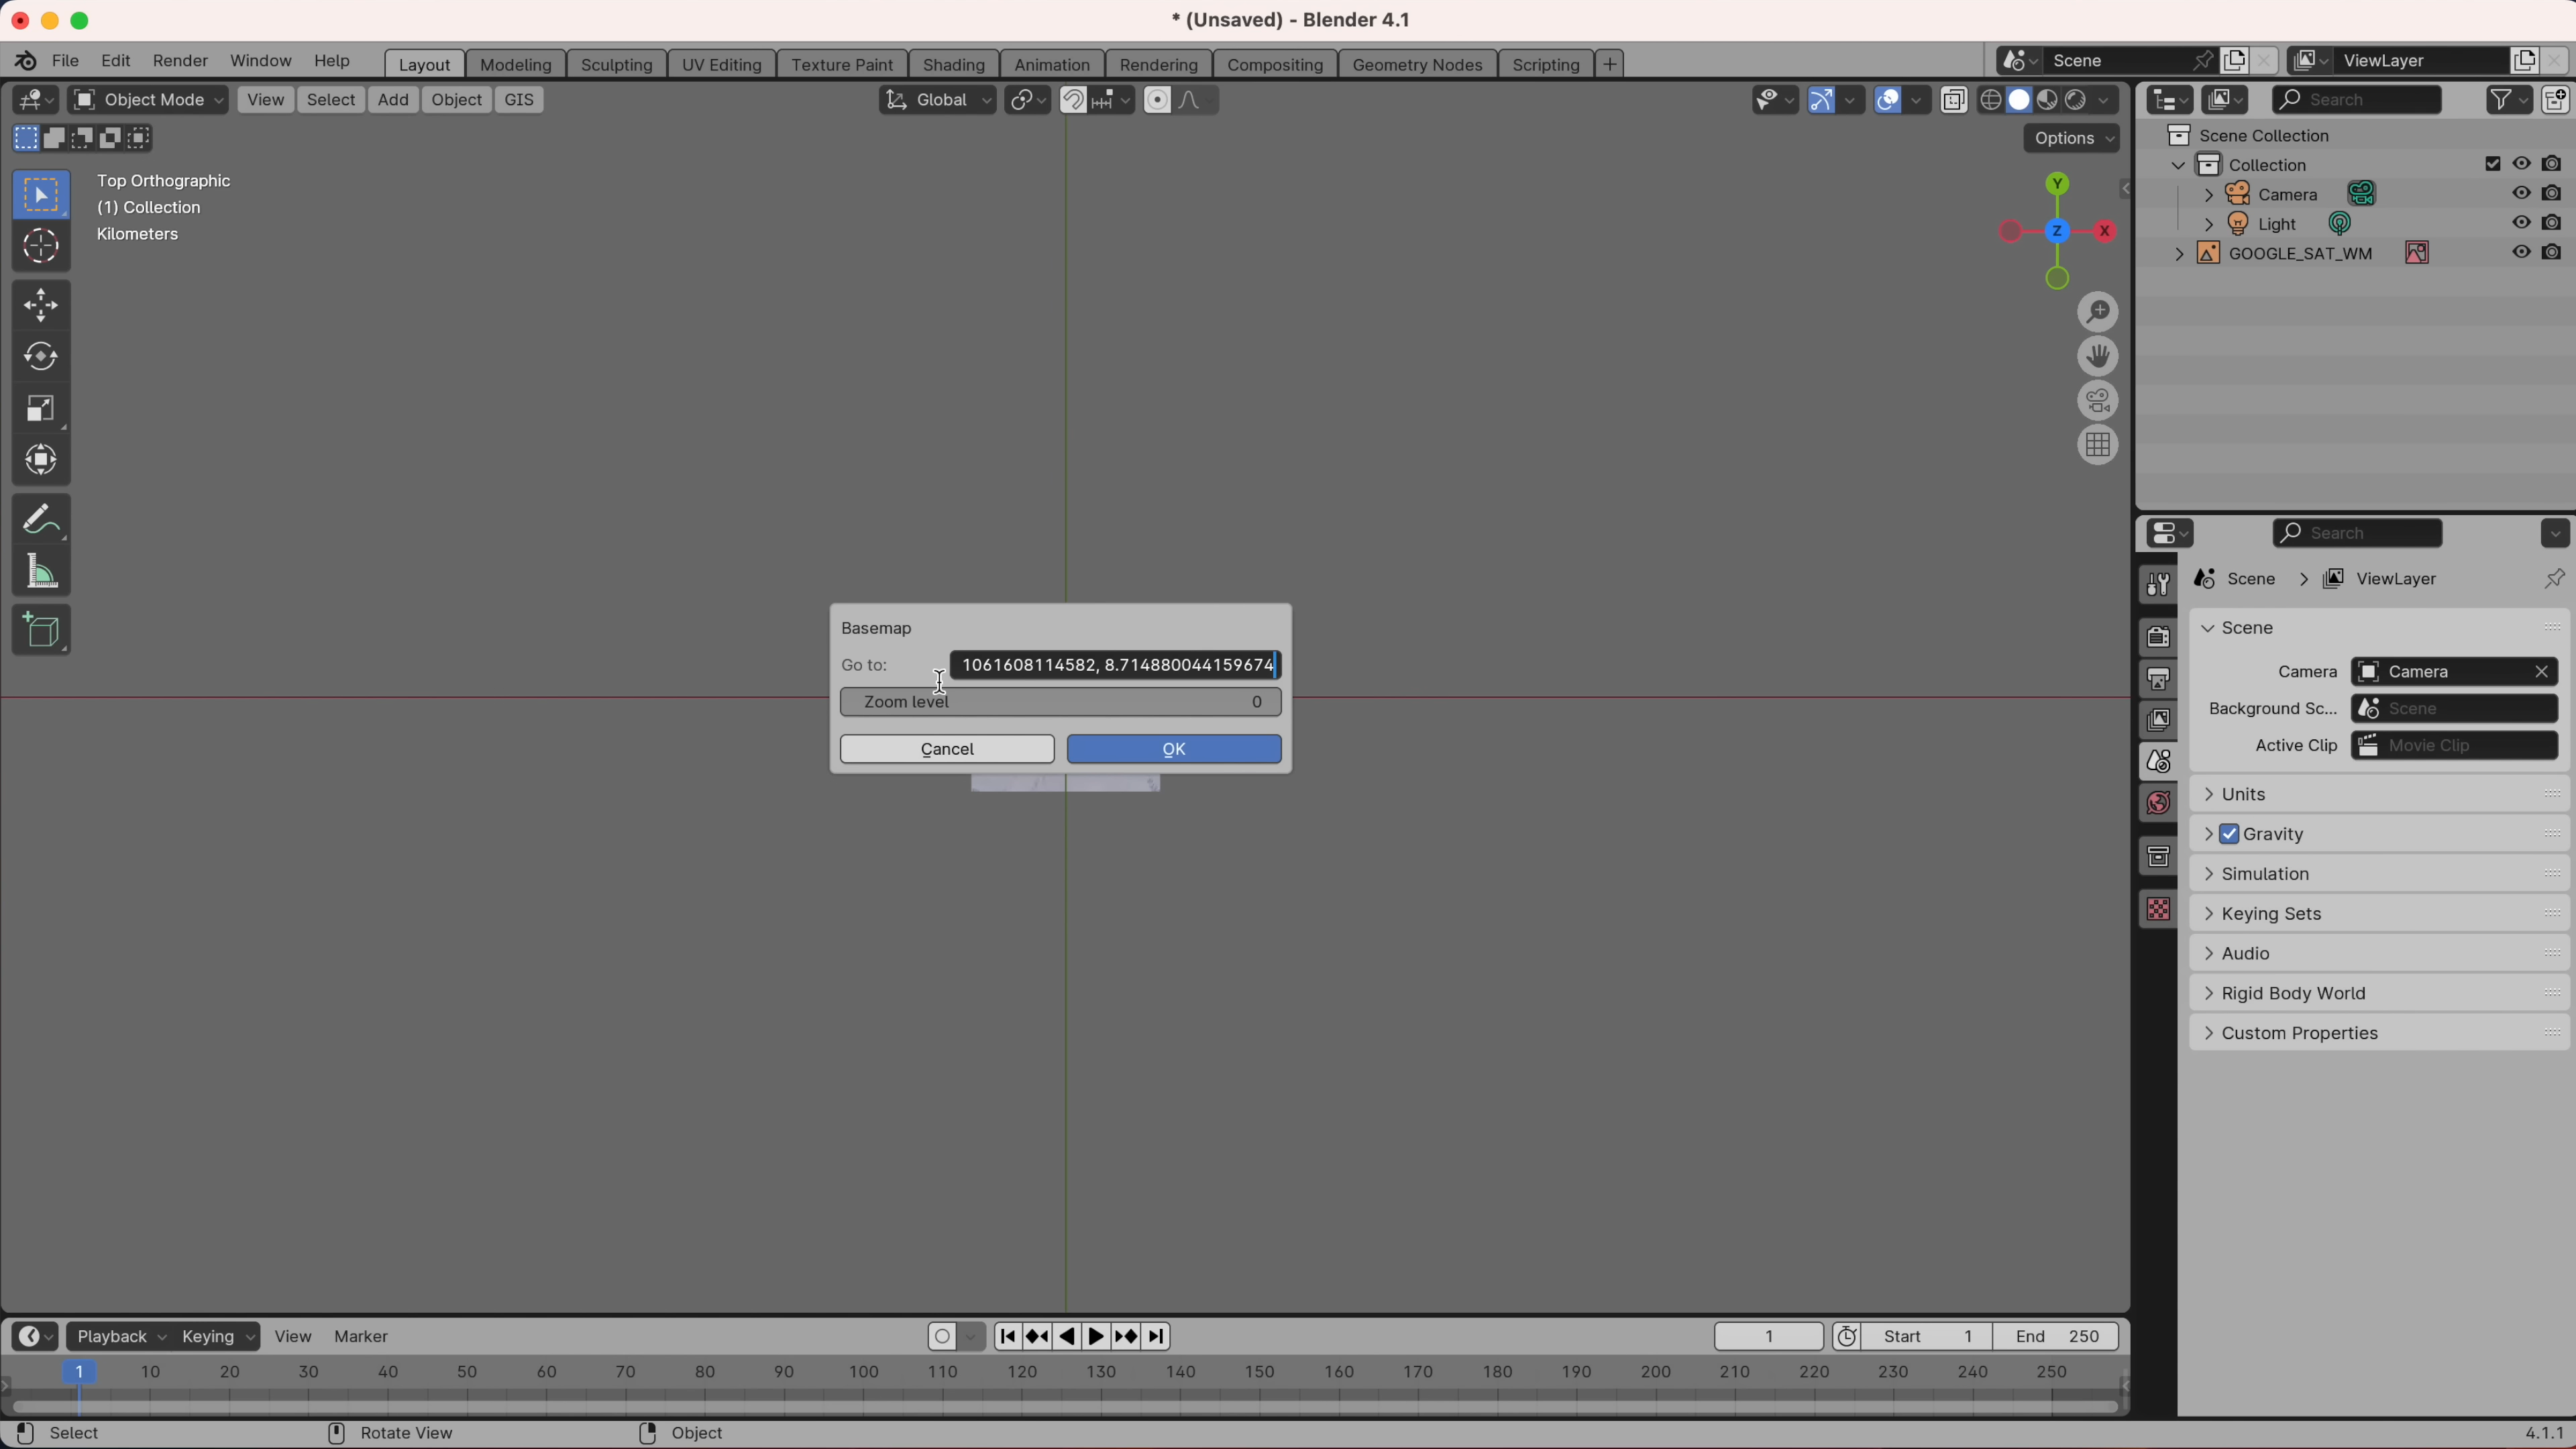 * (Unsaved) - Blender 4.1
File Edit Render Window Help Layout Modeling Sculpting UV Editing Texture Paint Shading Animation Rendering Compositing Geometry Nodes Scripting + Scene ViewLayer
Object Mode View Select Add Object GIS Global Search
Options
Top Orthographic
(1) Collection
Kilometers
Y
Z
X
Scene Collection
Collection
Camera
Light
GOOGLE_SAT_WM
Search
Scene > ViewLayer
Scene
Camera Camera
Background Sc... Scene
Active Clip Movie Clip
Units
Gravity
Simulation
Keying Sets
Audio
Rigid Body World
Custom Properties
Basemap
Go to: 1061608114582, 8.714880044159674
Zoom level 0
Cancel OK
Playback Keying View Marker 1 Start 1 End 250
1 10 20 30 40 50 60 70 80 90 100 110 120 130 140 150 160 170 180 190 200 210 220 230 240 250
Select Rotate View Object 4.1.1